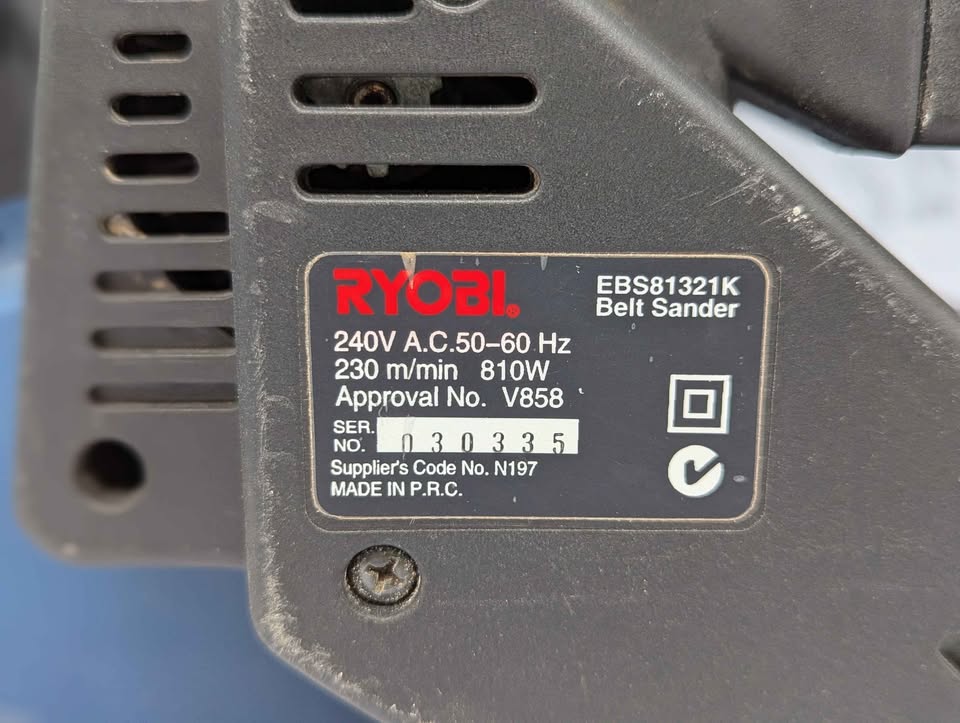 RYOBI®
EBS81321K
Belt Sander
240V A.C.50–60 Hz
230 m/min 810W
Approval No. V858
SER.
NO. 030335
Supplier's Code No. N197
MADE IN P.R.C.